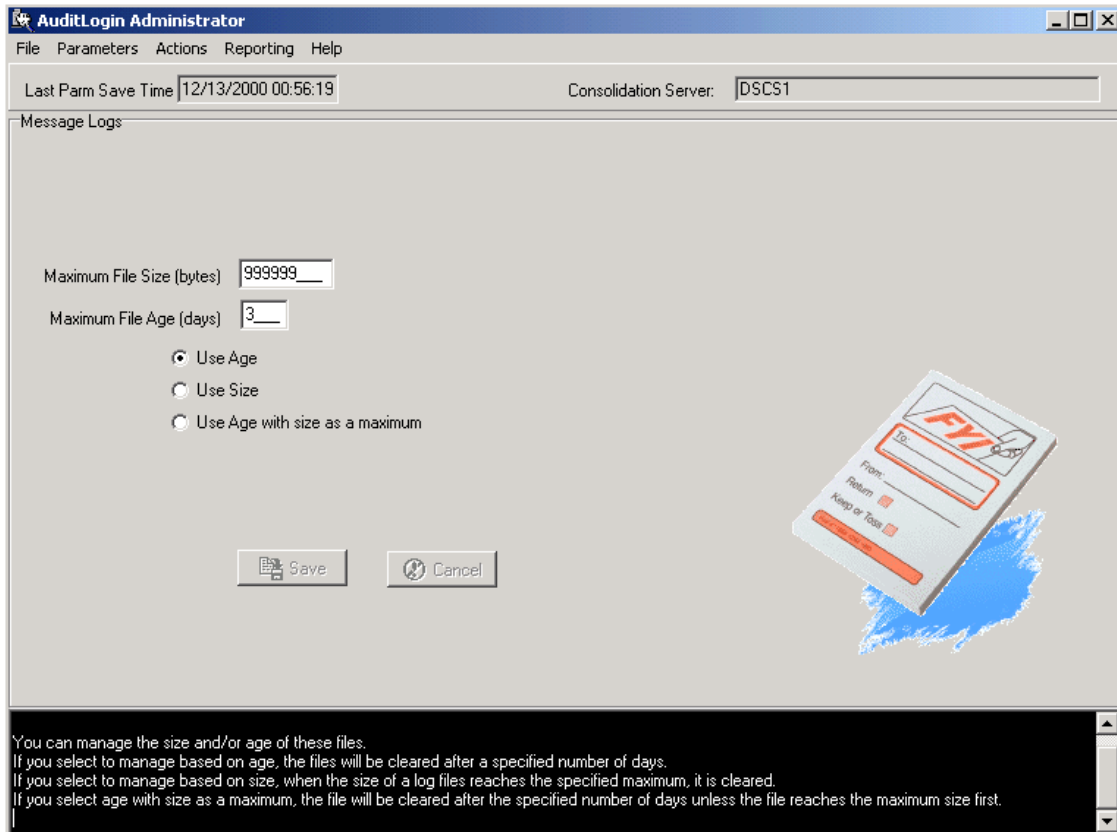 AuditLogin Administrator
File Parameters Actions Reporting Help
Last Parm Save Time 12/13/2000 00:56:19 Consolidation Server: DSCS1
Message Logs
Maximum File Size (bytes) 999999___
Maximum File Age (days) 3___
Use Age
Use Size
Use Age with size as a maximum
FYI
To:
From:
Return
Keep or Toss
Save Cancel
You can manage the size and/or age of these files.
If you select to manage based on age, the files will be cleared after a specified number of days.
If you select to manage based on size, when the size of a log files reaches the specified maximum, it is cleared.
If you select age with size as a maximum, the file will be cleared after the specified number of days unless the file reaches the maximum size first.